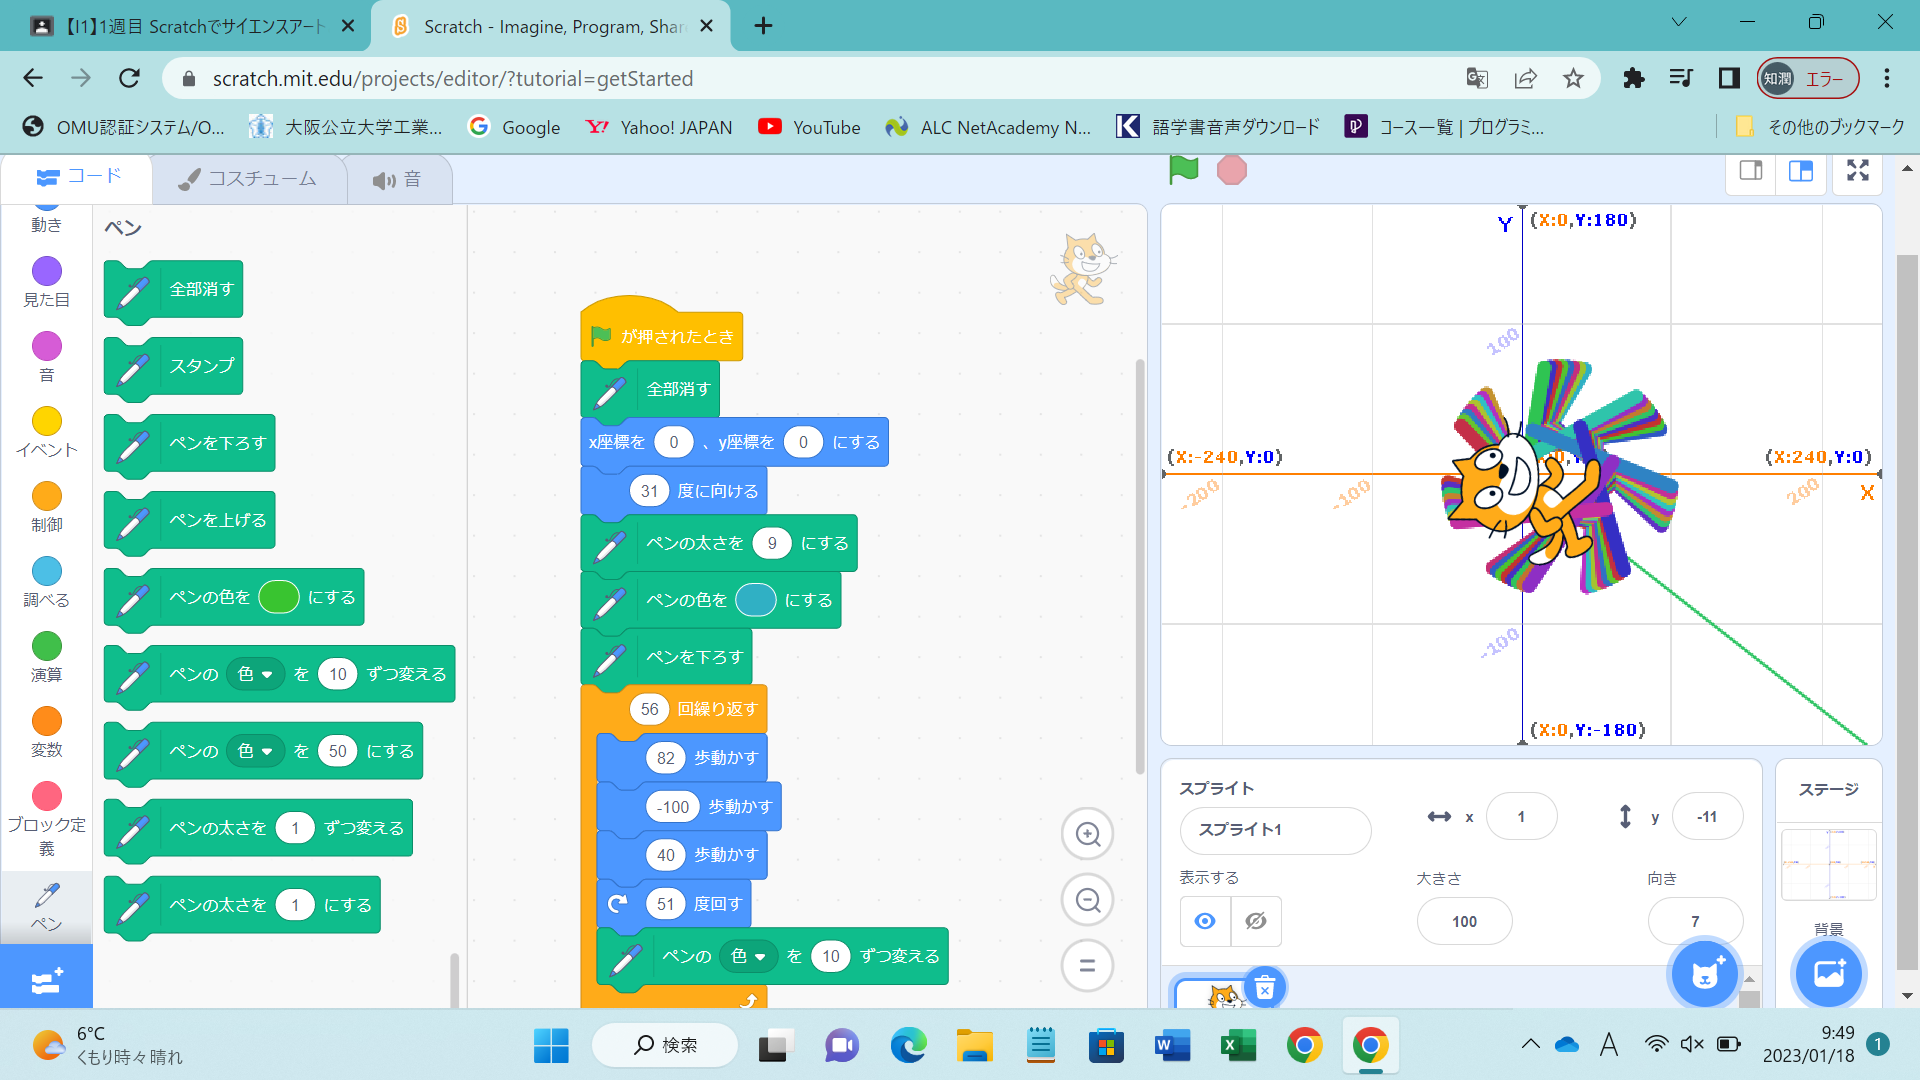 【I1】1週目 Scratchでサイエンスアート
Scratch - Imagine, Program, Shar
scratch.mit.edu/projects/editor/?tutorial=getStarted
知潤 エラー
OMU認証システム/O...
大阪公立大学工業...
Google
Yahoo! JAPAN
YouTube
ALC NetAcademy N...
語学書音声ダウンロード
コース一覧 | プログラミ...
その他のブックマーク
コード
コスチューム
音
動き
見た目
音
イベント
制御
調べる
演算
変数
ブロック定
義
ペン
ペン
全部消す
スタンプ
ペンを下ろす
ペンを上げる
ペンの色を にする
ペンの 色 を 10 ずつ変える
ペンの 色 を 50 にする
ペンの太さを 1 ずつ変える
ペンの太さを 1 にする
が押されたとき
全部消す
x座標を 0 、y座標を 0 にする
31 度に向ける
ペンの太さを 9 にする
ペンの色を にする
ペンを下ろす
56 回繰り返す
82 歩動かす
-100 歩動かす
40 歩動かす
51 度回す
ペンの 色 を 10 ずつ変える
Y (X:0,Y:180)
100
(X:-240,Y:0)
(X:240,Y:0)
-200
-100
200
X
-100
(X:0,Y:-180)
スプライト
スプライト1
x 1
y -11
表示する
大きさ
100
向き
7
ステージ
背景
6°C
くもり時々晴れ
検索
A
9:49
2023/01/18
1